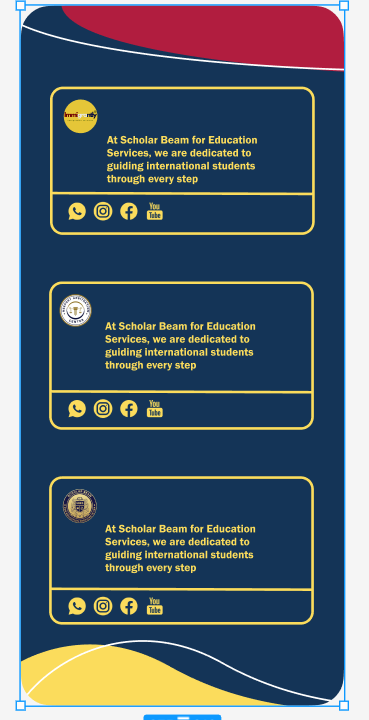 At Scholar Beam for Education
Services, we are dedicated to
guiding international students
through every step
You
Tube
At Scholar Beam for Education
Services, we are dedicated to
guiding international students
through every step
You
Tube
At Scholar Beam for Education
Services, we are dedicated to
guiding international students
through every step
You
Tube